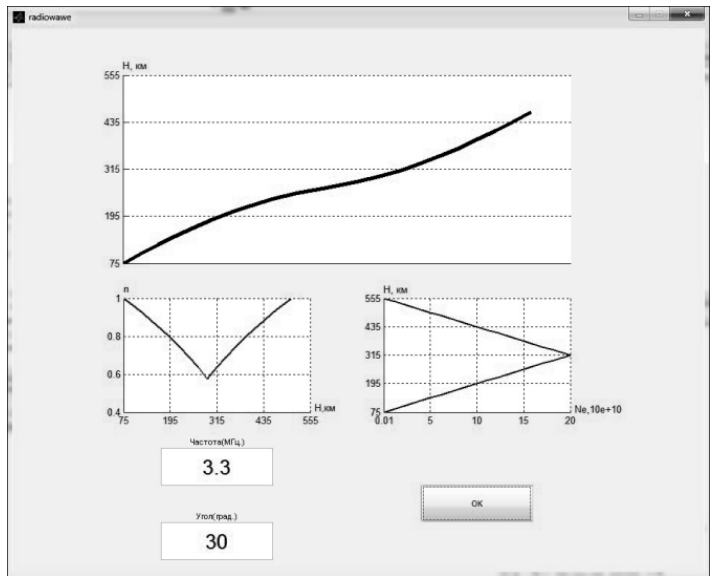 radiowawe
H, км
555
435
315
195
75
n
1
0.8
0.6
0.4
75 195 315 435 555
H,км
H, км
555
435
315
195
75
0.01 5 10 15 20
Ne,10e+10
Частота(МГц.)
3.3
Угол(град.)
30
ОК